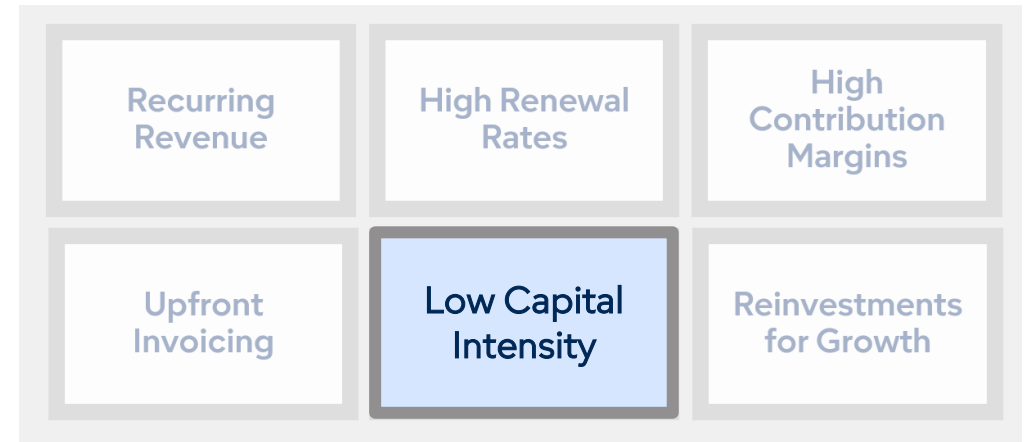 Recurring
Revenue
High Renewal
Rates
High
Contribution
Margins
Upfront
Invoicing
Low Capital
Intensity
Reinvestments
for Growth